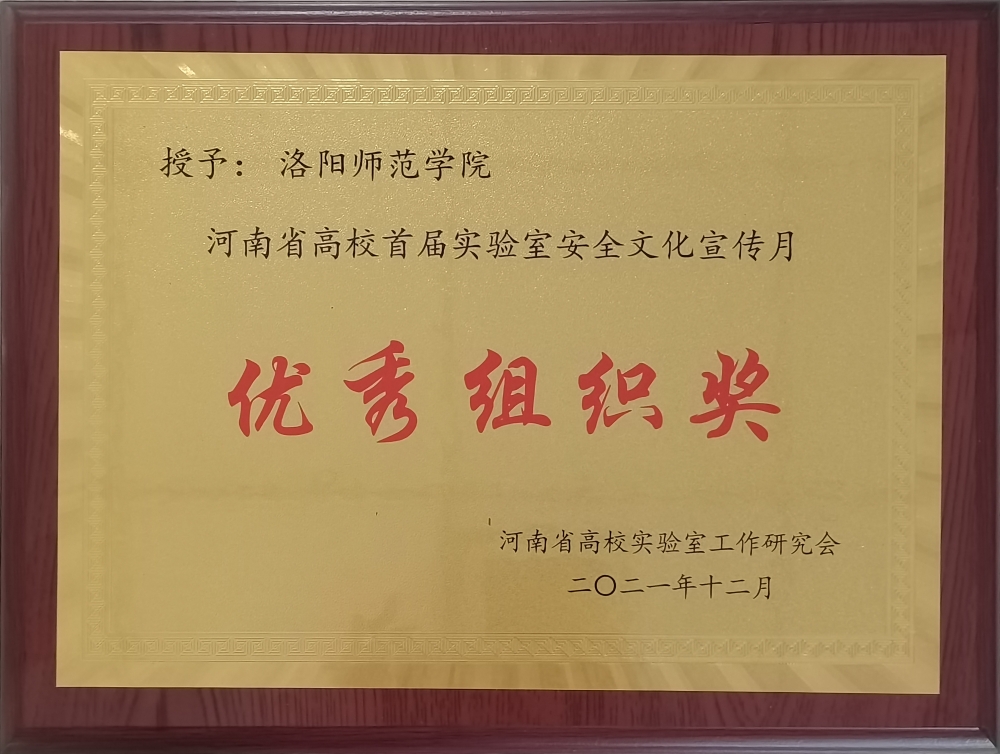 授予： 洛阳师范学院
河南省高校首届实验室安全文化宣传月
优秀组织奖
河南省高校实验室工作研究会
二〇二一年十二月